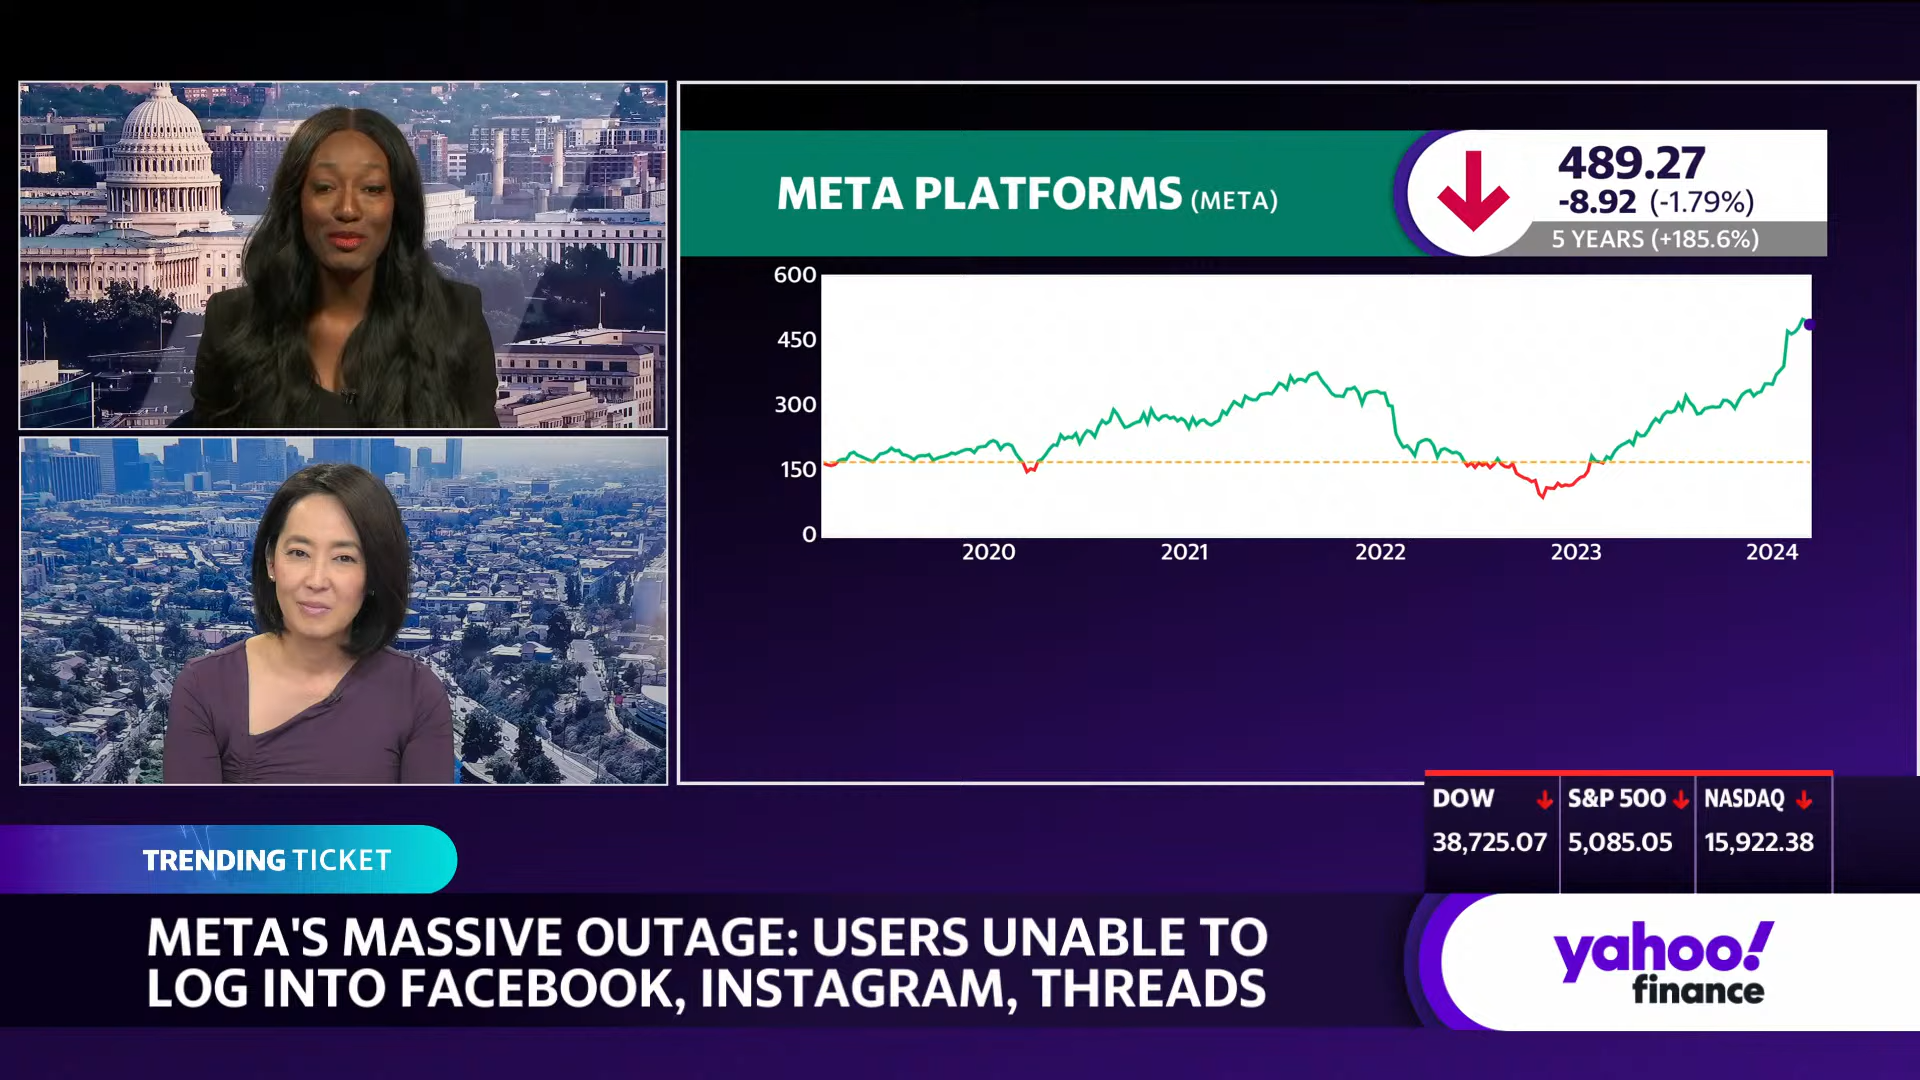 META PLATFORMS (META)
489.27
-8.92 (-1.79%)
5 YEARS (+185.6%)
600
450
300
150
0
2020 2021 2022 2023 2024
DOW S&P 500 NASDAQ
38,725.07 5,085.05 15,922.38
TRENDING TICKET
META'S MASSIVE OUTAGE: USERS UNABLE TO
LOG INTO FACEBOOK, INSTAGRAM, THREADS
yahoo!
finance